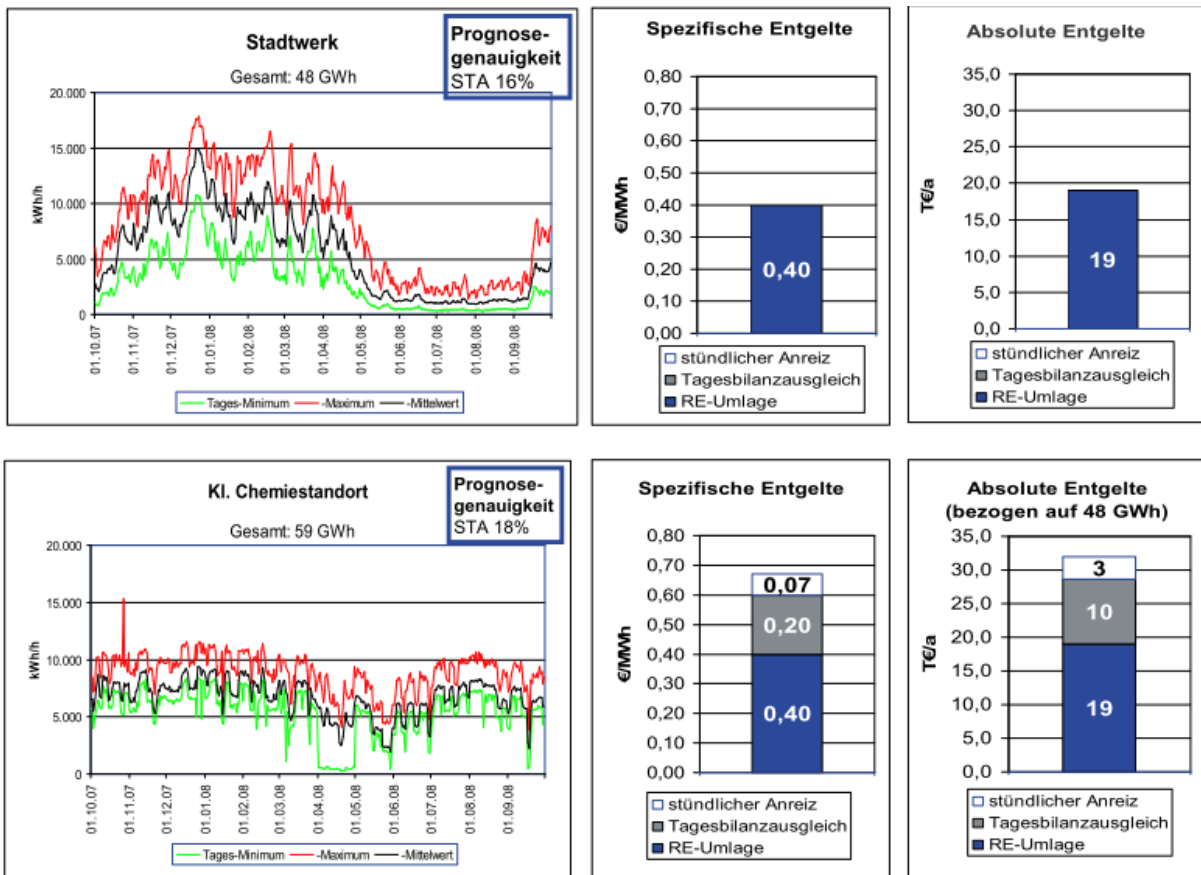 Stadtwerk
Gesamt: 48 GWh
Prognose-
genauigkeit
STA 16%
kWh/h
20.000
15.000
10.000
5.000
0
01.10.07
01.11.07
01.12.07
01.01.08
01.02.08
01.03.08
01.04.08
01.05.08
01.06.08
01.07.08
01.08.08
01.09.08
Tages-Minimum -Maximum -Mittelwert
Spezifische Entgelte
€/MWh
0,80
0,70
0,60
0,50
0,40
0,30
0,20
0,10
0,00
0,40
stündlicher Anreiz
Tagesbilanzausgleich
RE-Umlage
Absolute Entgelte
T€/a
35,0
30,0
25,0
20,0
15,0
10,0
5,0
0,0
19
stündlicher Anreiz
Tagesbilanzausgleich
RE-Umlage
Kl. Chemiestandort
Gesamt: 59 GWh
Prognose-
genauigkeit
STA 18%
kWh/h
20.000
15.000
10.000
5.000
0
01.10.07
01.11.07
01.12.07
01.01.08
01.02.08
01.03.08
01.04.08
01.05.08
01.06.08
01.07.08
01.08.08
01.09.08
Tages-Minimum -Maximum -Mittelwert
Spezifische Entgelte
€/MWh
0,80
0,70
0,60
0,50
0,40
0,30
0,20
0,10
0,00
0,07
0,20
0,40
stündlicher Anreiz
Tagesbilanzausgleich
RE-Umlage
Absolute Entgelte
(bezogen auf 48 GWh)
T€/a
35,0
30,0
25,0
20,0
15,0
10,0
5,0
0,0
3
10
19
stündlicher Anreiz
Tagesbilanzausgleich
RE-Umlage